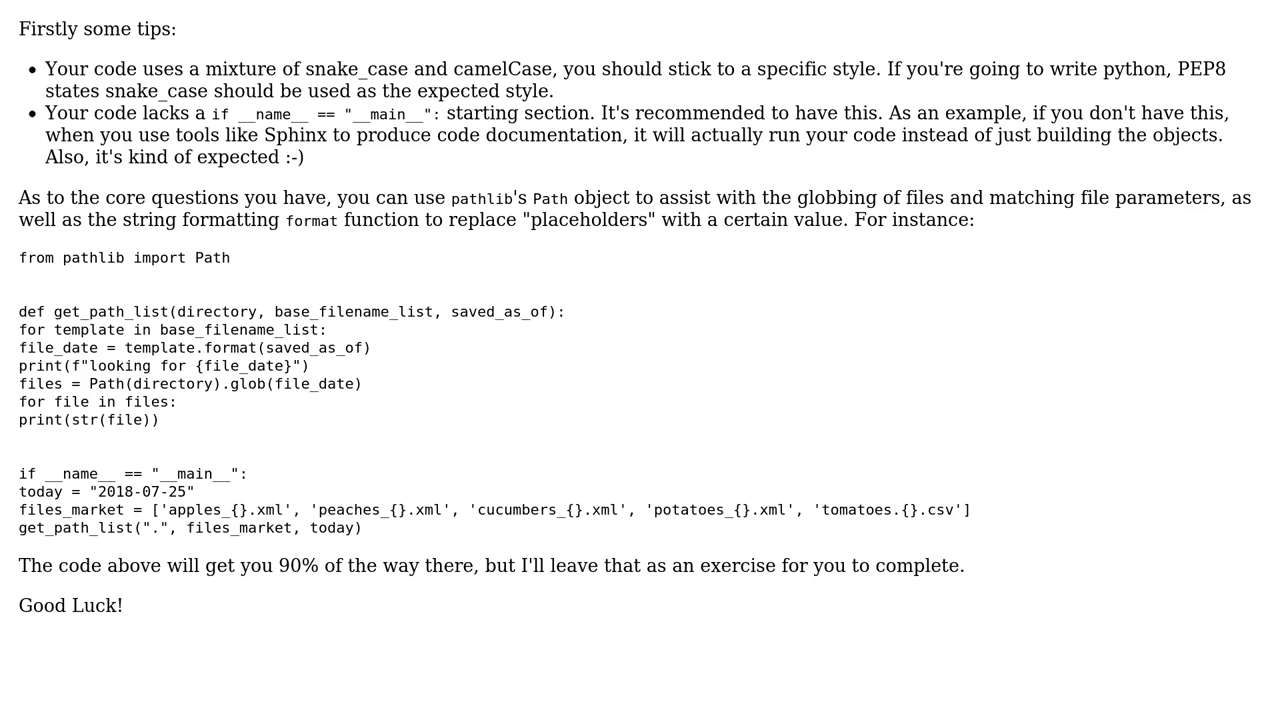 Firstly some tips:
• Your code uses a mixture of snake_case and camelCase, you should stick to a specific style. If you're going to write python, PEP8
states snake_case should be used as the expected style.
• Your code lacks a if __name__ == "__main__": starting section. It's recommended to have this. As an example, if you don't have this,
when you use tools like Sphinx to produce code documentation, it will actually run your code instead of just building the objects.
Also, it's kind of expected :-)
As to the core questions you have, you can use pathlib's Path object to assist with the globbing of files and matching file parameters, as
well as the string formatting format function to replace "placeholders" with a certain value. For instance:
from pathlib import Path
def get_path_list(directory, base_filename_list, saved_as_of):
for template in base_filename_list:
file_date = template.format(saved_as_of)
print(f"looking for {file_date}")
files = Path(directory).glob(file_date)
for file in files:
print(str(file))
if __name__ == "__main__":
today = "2018-07-25"
files_market = ['apples_{}.xml', 'peaches_{}.xml', 'cucumbers_{}.xml', 'potatoes_{}.xml', 'tomatoes.{}.csv']
get_path_list(".", files_market, today)
The code above will get you 90% of the way there, but I'll leave that as an exercise for you to complete.
Good Luck!